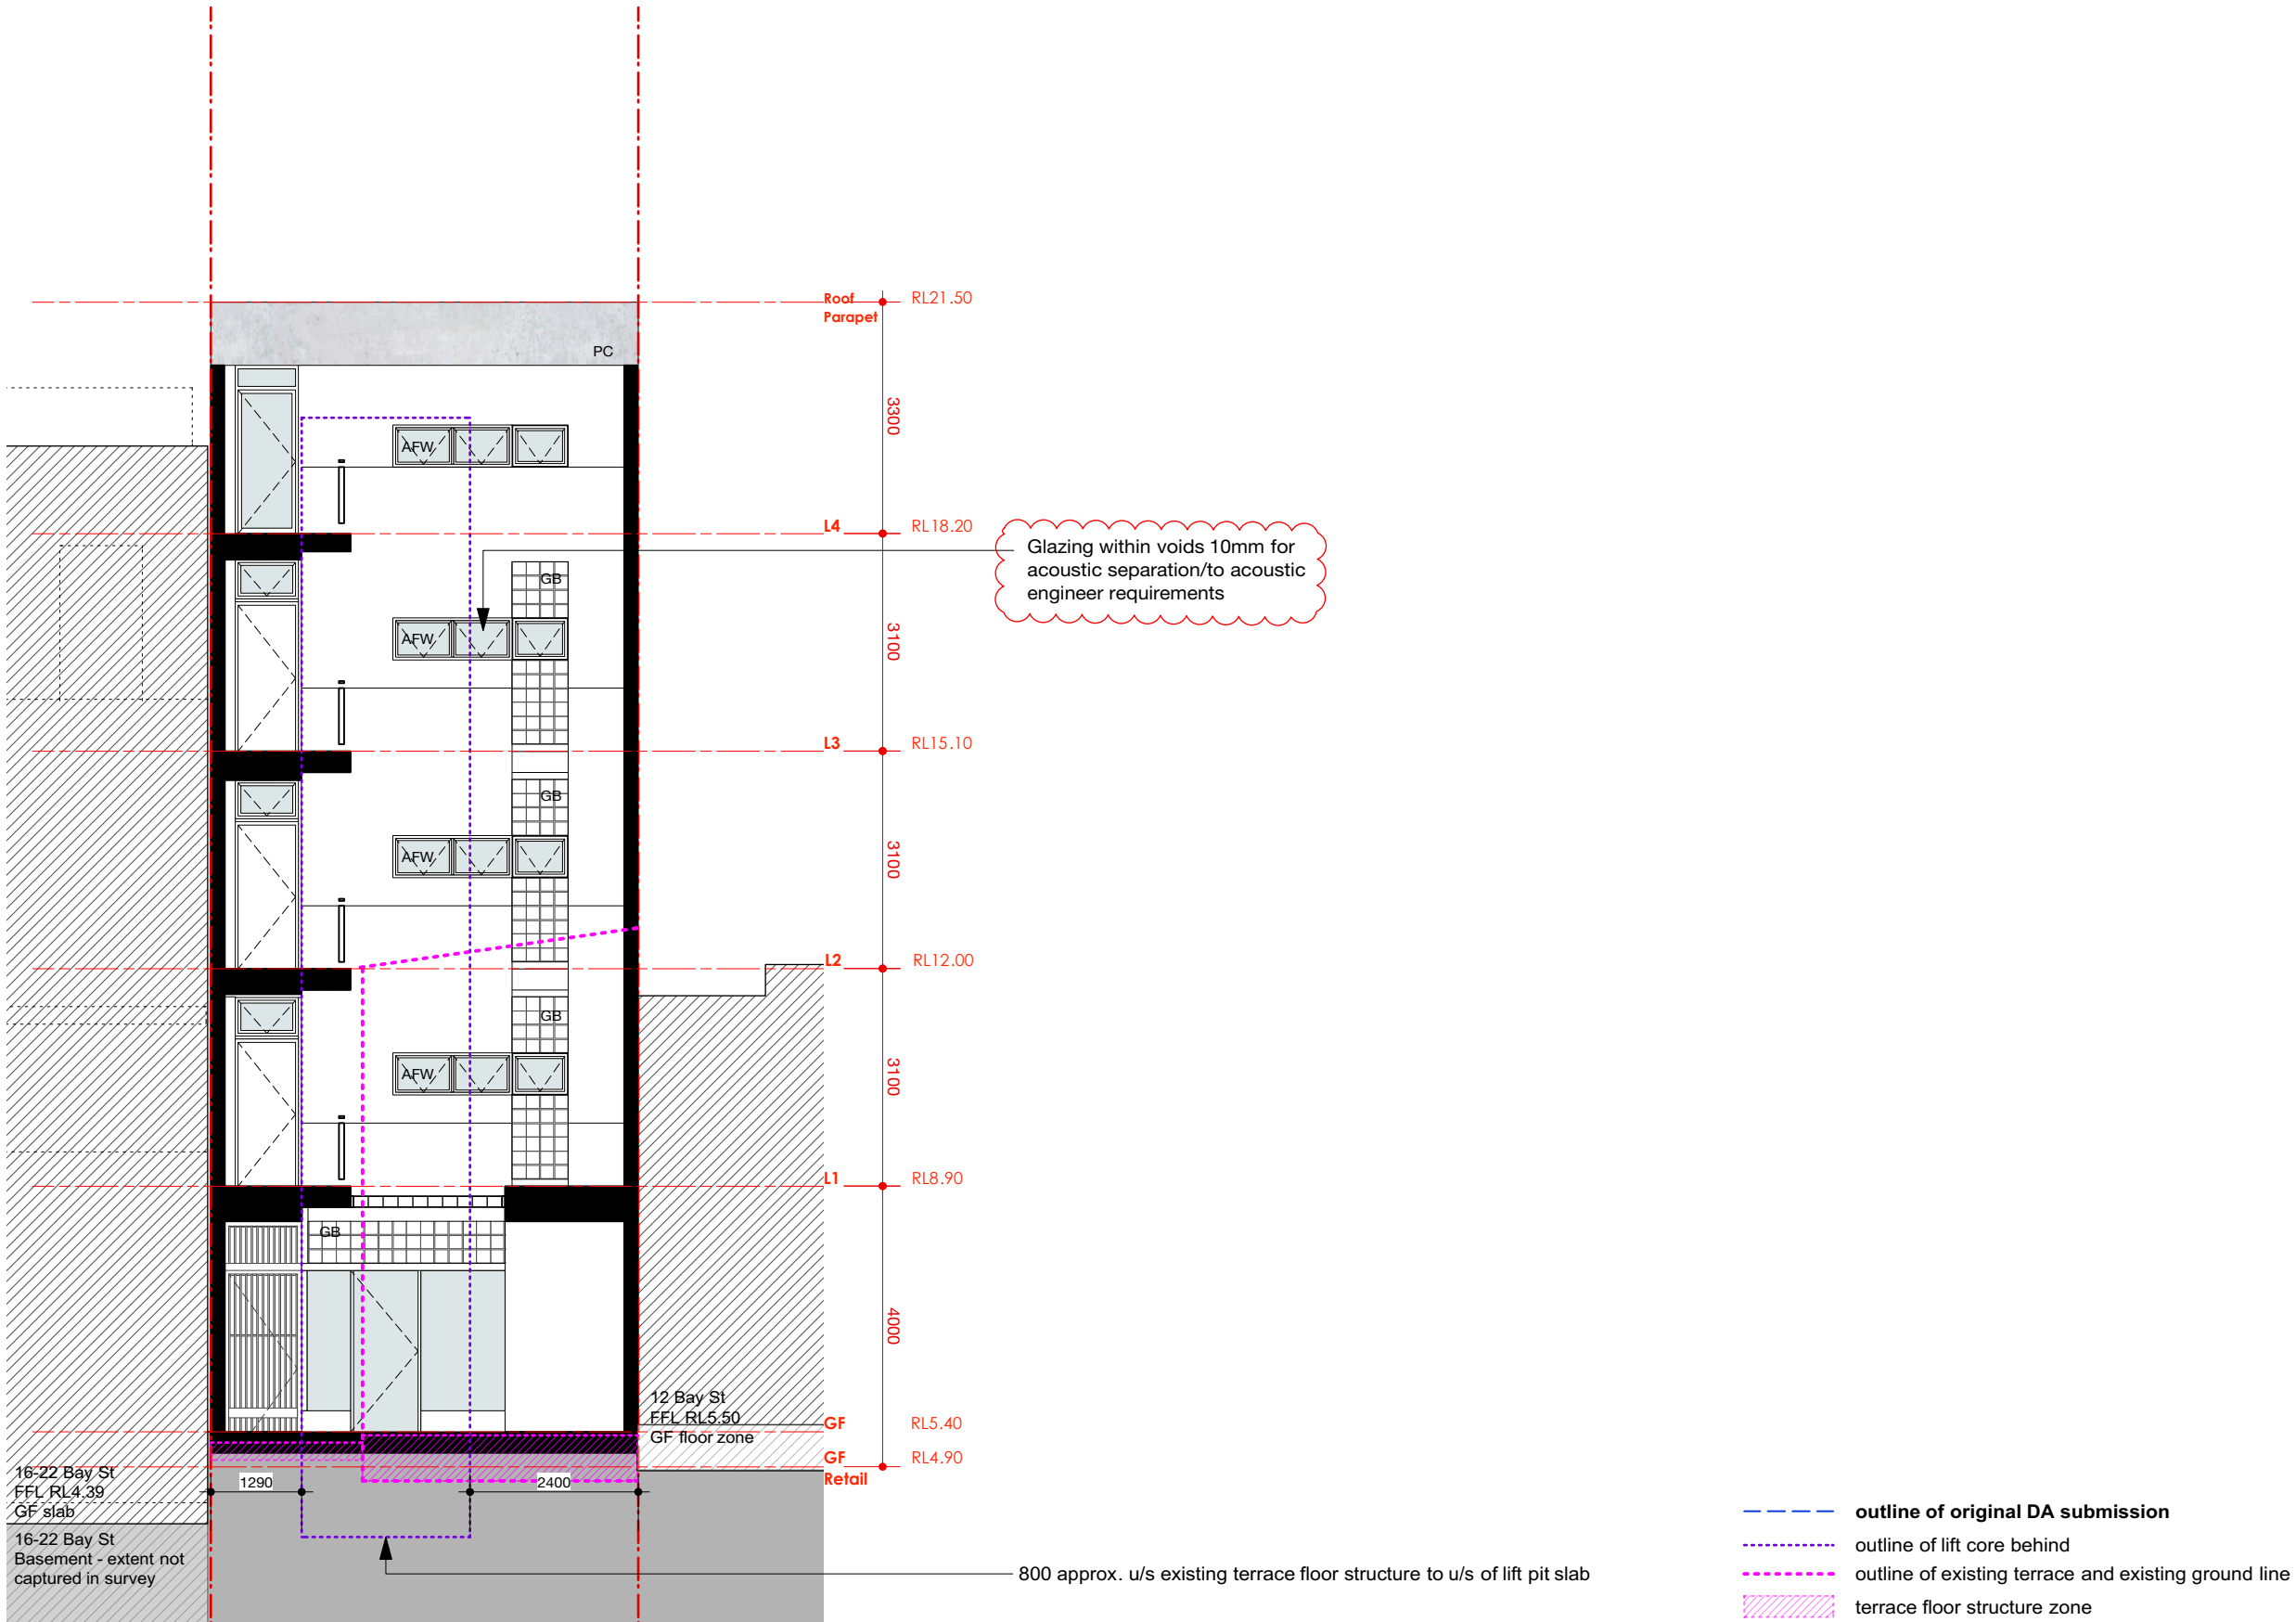 Roof
Parapet
RL21.50
PC
3300
AFW
L4
RL18.20
Glazing within voids 10mm for
acoustic separation/to acoustic
engineer requirements
GB
AFW
3100
L3
RL15.10
GB
AFW
3100
L2
RL12.00
GB
AFW
3100
L1
RL8.90
GB
4000
12 Bay St
FFL RL5.50
GF floor zone
GF
RL5.40
GF
Retail
RL4.90
16-22 Bay St
FFL RL4.39
GF slab
1290
2400
16-22 Bay St
Basement - extent not
captured in survey
800 approx. u/s existing terrace floor structure to u/s of lift pit slab
outline of original DA submission
outline of lift core behind
outline of existing terrace and existing ground line
terrace floor structure zone